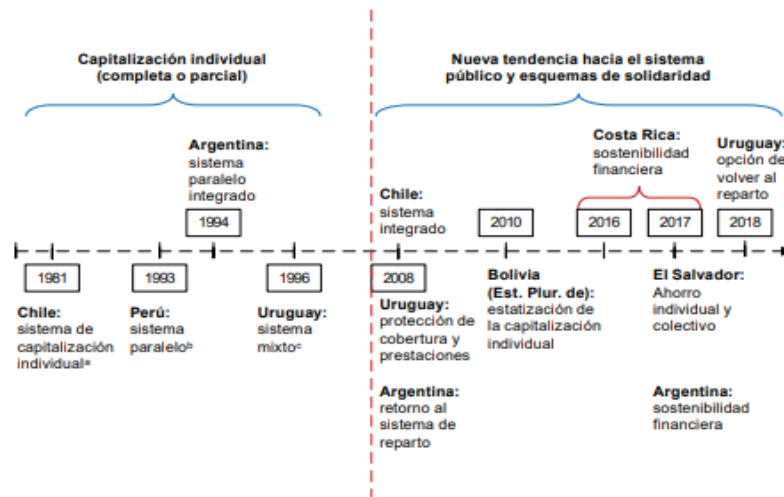 Capitalización individual
(completa o parcial)
Nueva tendencia hacia el sistema
público y esquemas de solidaridad
Argentina:
sistema
paralelo
integrado
1994
Chile:
sistema
integrado
2010
Costa Rica:
sostenibilidad
financiera
2016
2017
Uruguay:
opción de
volver al
reparto
2018
1981
Chile:
sistema de
capitalización
individualᵃ
1993
Perú:
sistema
paraleloᵇ
1996
Uruguay:
sistema
mixtoᶜ
2008
Uruguay:
protección de
cobertura y
prestaciones
Argentina:
retorno al
sistema de
reparto
Bolivia
(Est. Plur. de):
estatización de
la capitalización
individual
El Salvador:
Ahorro
individual y
colectivo
Argentina:
sostenibilidad
financiera